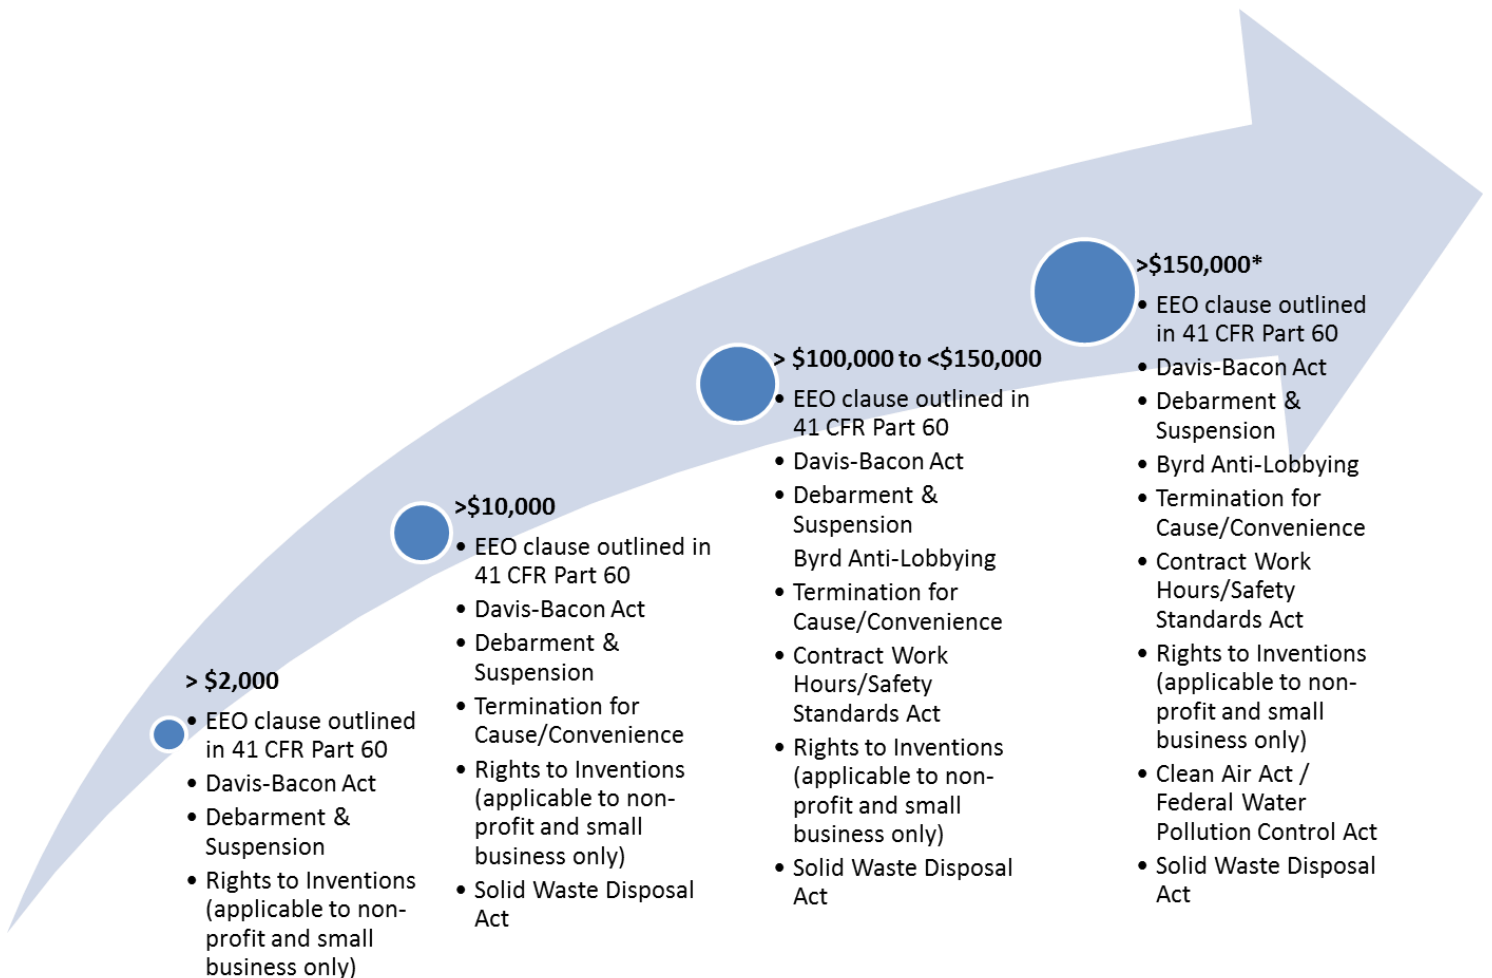 > $2,000
• EEO clause outlined
in 41 CFR Part 60
• Davis-Bacon Act
• Debarment &
Suspension
• Rights to Inventions
(applicable to non-
profit and small
business only)
>$10,000
• EEO clause outlined in
41 CFR Part 60
• Davis-Bacon Act
• Debarment &
Suspension
• Termination for
Cause/Convenience
• Rights to Inventions
(applicable to non-
profit and small
business only)
• Solid Waste Disposal
Act
> $100,000 to <$150,000
• EEO clause outlined in
41 CFR Part 60
• Davis-Bacon Act
• Debarment &
Suspension
Byrd Anti-Lobbying
• Termination for
Cause/Convenience
• Contract Work
Hours/Safety
Standards Act
• Rights to Inventions
(applicable to non-
profit and small
business only)
• Solid Waste Disposal
Act
>$150,000*
• EEO clause outlined
in 41 CFR Part 60
• Davis-Bacon Act
• Debarment &
Suspension
• Byrd Anti-Lobbying
• Termination for
Cause/Convenience
• Contract Work
Hours/Safety
Standards Act
• Rights to Inventions
(applicable to non-
profit and small
business only)
• Clean Air Act /
Federal Water
Pollution Control Act
• Solid Waste Disposal
Act